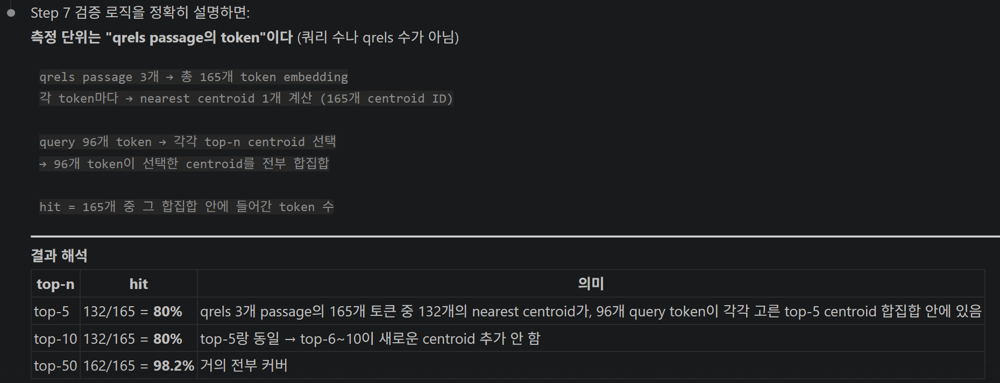 Step 7 검증 로직을 정확히 설명하면:
측정 단위는 "qrels passage의 token"이다 (쿼리 수나 qrels 수가 아님)
qrels passage 3개 → 총 165개 token embedding
각 token마다 → nearest centroid 1개 계산 (165개 centroid ID)
query 96개 token → 각각 top-n centroid 선택
→ 96개 token이 선택한 centroid를 전부 합집합
hit = 165개 중 그 합집합 안에 들어간 token 수
결과 해석
top-n hit 의미
top-5 132/165 = 80% qrels 3개 passage의 165개 토큰 중 132개의 nearest centroid가, 96개 query token이 각각 고른 top-5 centroid 합집합 안에 있음
top-10 132/165 = 80% top-5랑 동일 → top-6~10이 새로운 centroid 추가 안 함
top-50 162/165 = 98.2% 거의 전부 커버